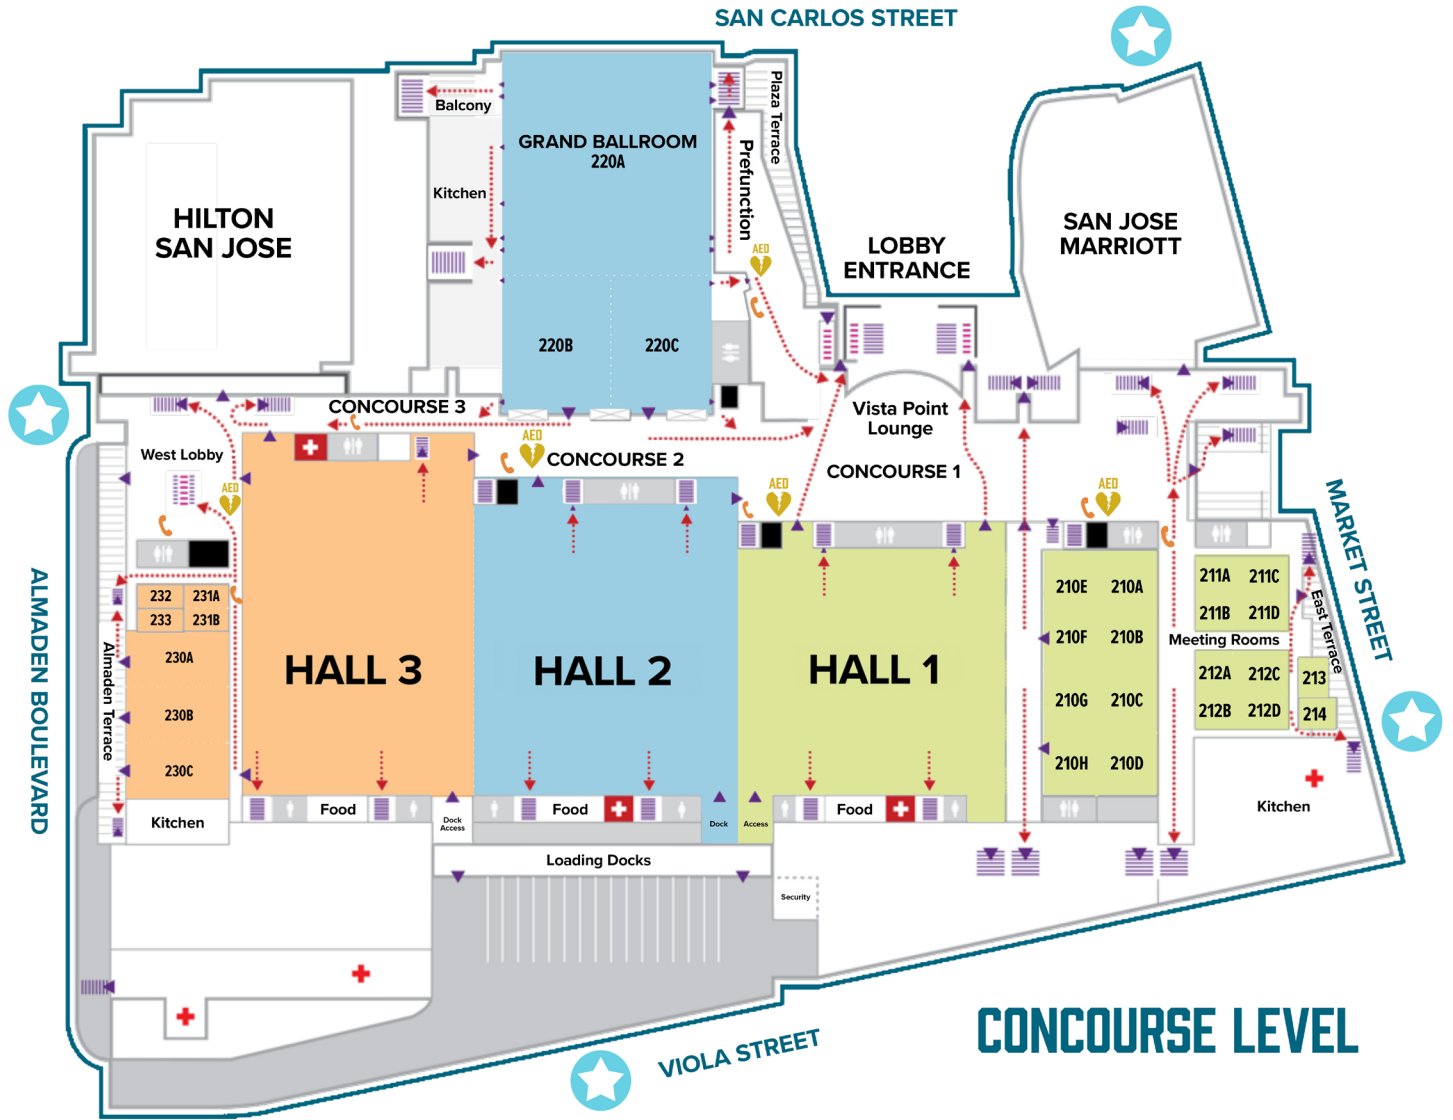 SAN CARLOS STREET
Balcony
GRAND BALLROOM
220A
Plaza Terrace
Prefunction
Kitchen
HILTON
SAN JOSE
AED
LOBBY
ENTRANCE
SAN JOSE
MARRIOTT
220B
220C
CONCOURSE 3
Vista Point
Lounge
West Lobby
AED
CONCOURSE 2
CONCOURSE 1
AED
AED
AED
MARKET STREET
ALMADEN BOULEVARD
232
231A
233
231B
230A
230B
230C
Almaden Terrace
Kitchen
HALL 3
HALL 2
HALL 1
210E
210A
210F
210B
210G
210C
210H
210D
211A
211C
211B
211D
Meeting Rooms
212A
212C
212B
212D
East Terrace
213
214
Kitchen
Food
Dock
Access
Food
Dock
Access
Food
Loading Docks
Security
VIOLA STREET
CONCOURSE LEVEL